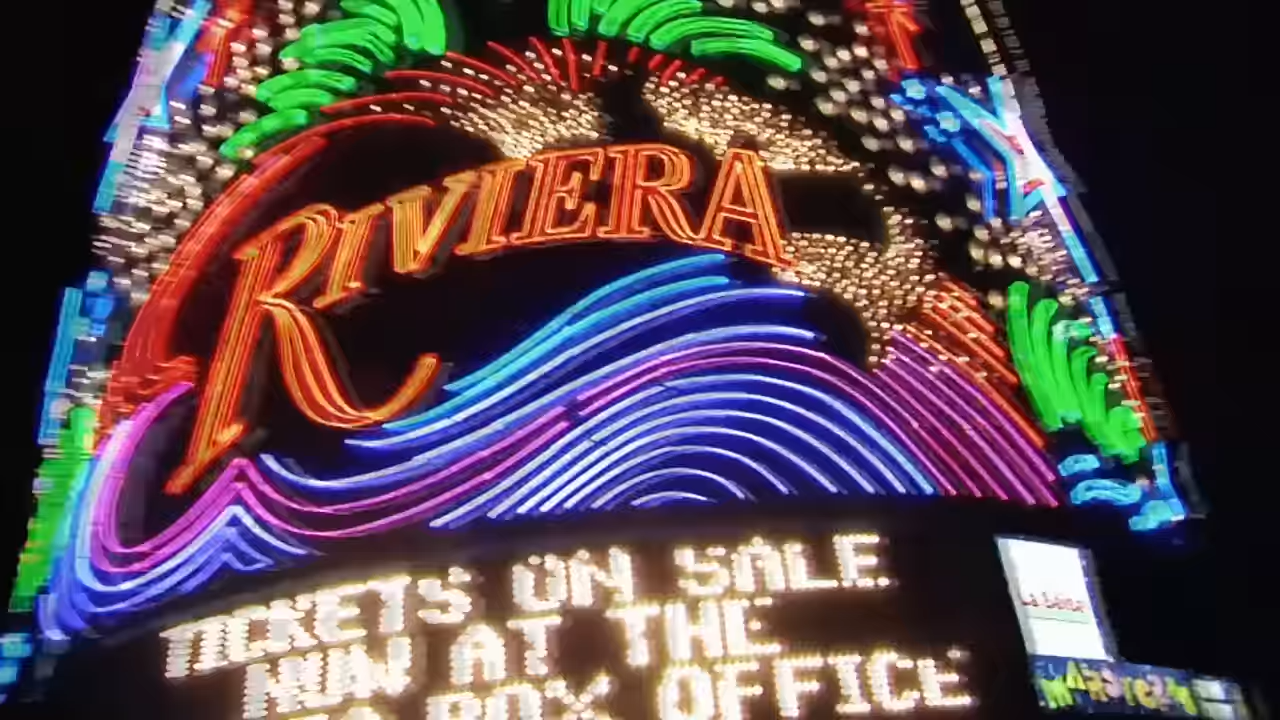 RIVIERA
TICKETS ON SALE
NOW AT THE
BOX OFFICE